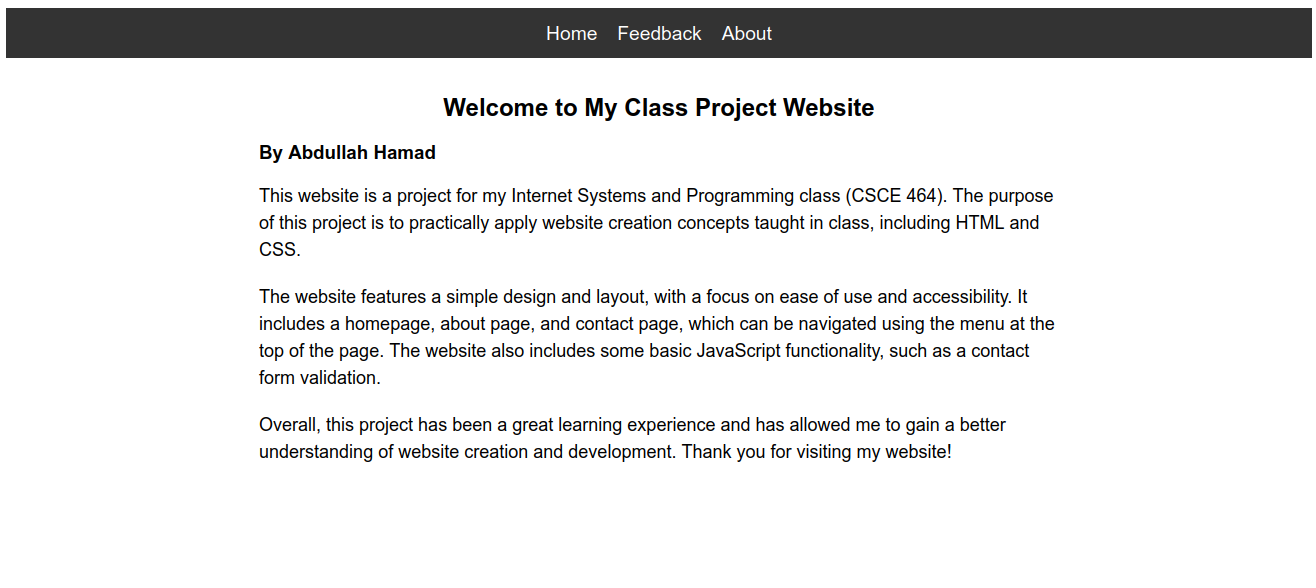 Home Feedback About
Welcome to My Class Project Website
By Abdullah Hamad
This website is a project for my Internet Systems and Programming class (CSCE 464). The purpose
of this project is to practically apply website creation concepts taught in class, including HTML and
CSS.
The website features a simple design and layout, with a focus on ease of use and accessibility. It
includes a homepage, about page, and contact page, which can be navigated using the menu at the
top of the page. The website also includes some basic JavaScript functionality, such as a contact
form validation.
Overall, this project has been a great learning experience and has allowed me to gain a better
understanding of website creation and development. Thank you for visiting my website!